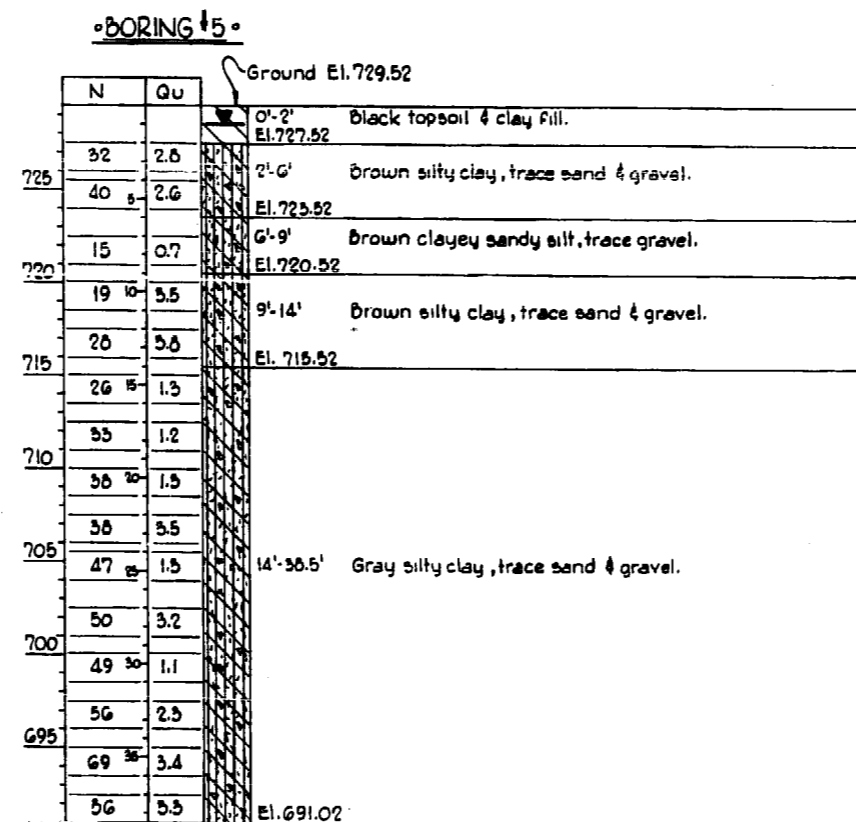 •BORING #5•
Ground El.729.52
N Qu
0'-2' Black topsoil & clay fill.
El.727.52
32 2.8
2'-6' Brown silty clay, trace sand & gravel.
725
40 5 2.6
El.723.52
6'-9' Brown clayey sandy silt, trace gravel.
15 0.7
El.720.52
720
19 10 3.5
9'-14' Brown silty clay, trace sand & gravel.
28 3.8
715
El. 715.52
26 15 1.3
33 1.2
710
38 20 1.3
38 3.5
705
47 25 1.3
14'-38.5' Gray silty clay, trace sand & gravel.
50 3.2
700
49 30 1.1
56 2.3
695
69 35 3.4
56 3.3
El.691.02